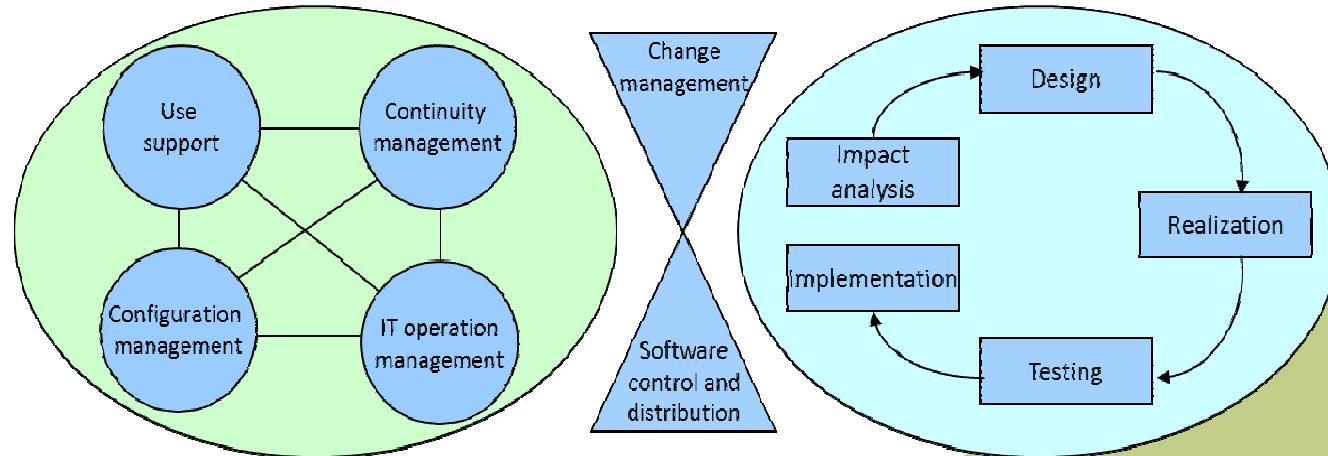 Use
support
Continuity
management
Configuration
management
IT operation
management
Change
management
Software
control and
distribution
Design
Impact
analysis
Realization
Implementation
Testing